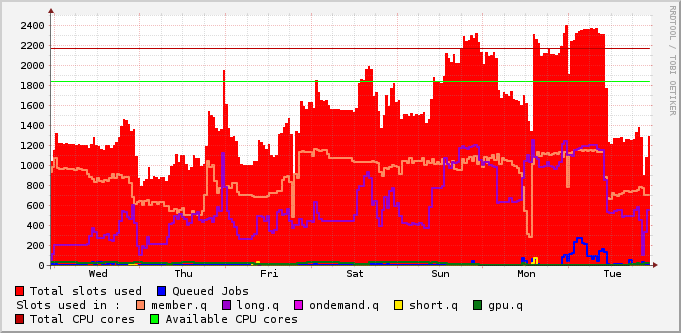 2400
2200
2000
1800
1600
1400
1200
1000
800
600
400
200
0
Wed Thu Fri Sat Sun Mon Tue
RRDTOOL / TOBI OETIKER
Total slots used Queued Jobs
Slots used in : member.q long.q ondemand.q short.q gpu.q
Total CPU cores Available CPU cores